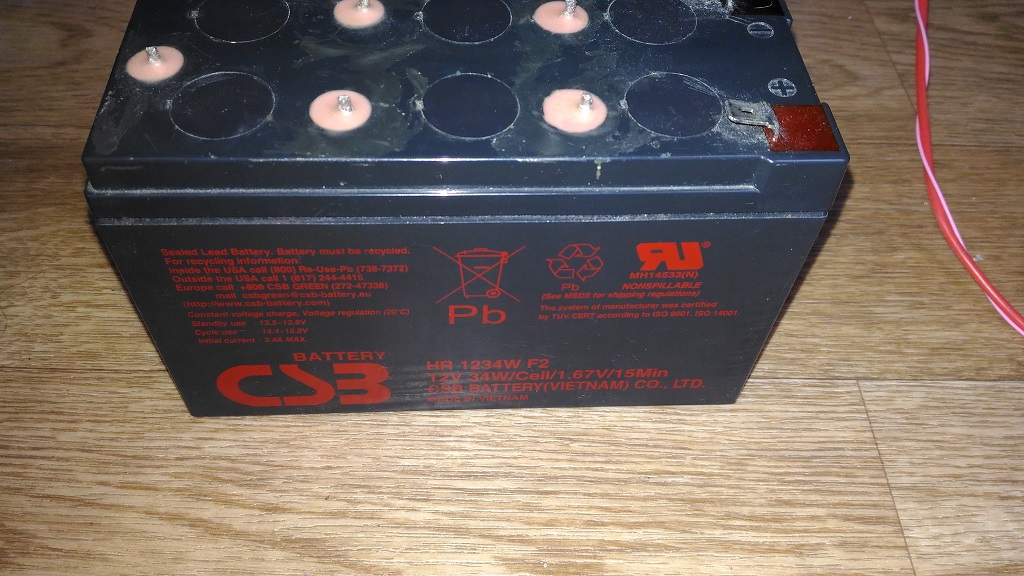 Sealed Lead Battery. Battery must be recycled.
For recycling information:
Inside the USA call (800) Re-Use-Pb (738-7372)
Outside the USA call 1 (817) 244-4415
Europe call +800 CSB GREEN (272-47336)
mail csbgreen@csb-battery.eu
(http://www.csb-battery.com)
Constant voltage charge. Voltage regulation (20°C)
Standby use 13.5-13.8V
Cycle use 14.4-15.0V
Initial current 3.4A MAX.
Pb
Pb
MH14533(N)
NONSPILLABLE
(See MSDS for shipping regulations)
The system of manufacturer was certified
by TUV CERT according to ISO 9001. ISO 14001.
BATTERY
CSB
HR 1234W F2
12V 34W/Cell/1.67V/15Min
CSB BATTERY(VIETNAM) CO., LTD.
MADE IN VIETNAM